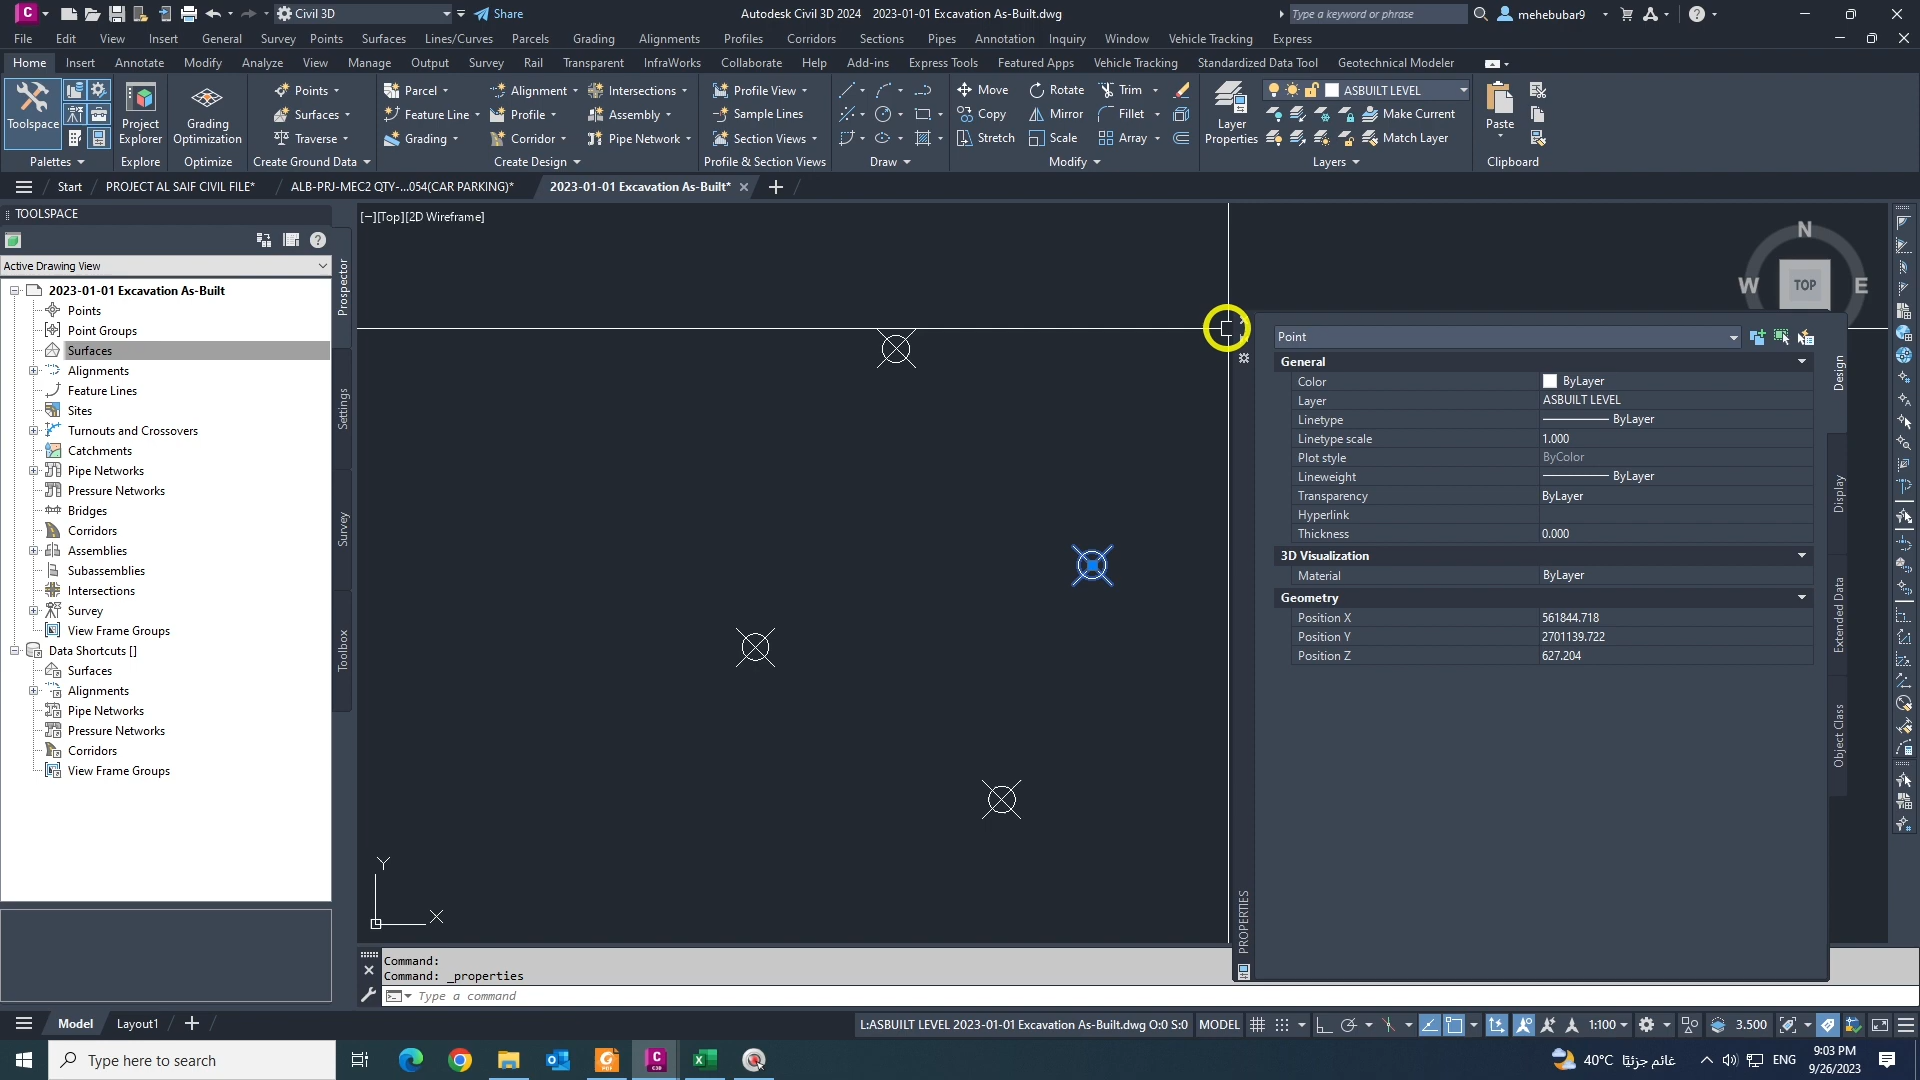 Civil 3D
Share
Autodesk Civil 3D 2024 2023-01-01 Excavation As-Built.dwg
Type a keyword or phrase
mehebubar9
File Edit View Insert General Survey Points Surfaces Lines/Curves Parcels Grading Alignments Profiles Corridors Sections Pipes Annotation Inquiry Window Vehicle Tracking Express
Home Insert Annotate Modify Analyze View Manage Output Survey Rail Transparent InfraWorks Collaborate Help Add-ins Express Tools Featured Apps Vehicle Tracking Standardized Data Tool Geotechnical Modeler
Points Parcel Alignment Intersections Profile View Move Rotate Trim ASBUILT LEVEL
Toolspace Project Explorer Grading Optimization Surfaces Feature Line Profile Assembly Sample Lines Copy Mirror Fillet Layer Properties Make Current Paste
Traverse Grading Corridor Pipe Network Section Views Stretch Scale Array Match Layer
Palettes Explore Optimize Create Ground Data Create Design Profile & Section Views Draw Modify Layers Clipboard
Start PROJECT AL SAIF CIVIL FILE* ALB-PRJ-MEC2 QTY-...054(CAR PARKING)* 2023-01-01 Excavation As-Built*
TOOLSPACE
Active Drawing View
2023-01-01 Excavation As-Built
Points
Point Groups
Surfaces
Alignments
Feature Lines
Sites
Turnouts and Crossovers
Catchments
Pipe Networks
Pressure Networks
Bridges
Corridors
Assemblies
Subassemblies
Intersections
Survey
View Frame Groups
Data Shortcuts []
Surfaces
Alignments
Pipe Networks
Pressure Networks
Corridors
View Frame Groups
Prospector
Settings
Survey
Toolbox
[−][Top][2D Wireframe]
N
W TOP E
Y
X
Point
General
Color ByLayer
Layer ASBUILT LEVEL
Linetype ByLayer
Linetype scale 1.000
Plot style ByColor
Lineweight ByLayer
Transparency ByLayer
Hyperlink
Thickness 0.000
3D Visualization
Material ByLayer
Geometry
Position X 561844.718
Position Y 2701139.722
Position Z 627.204
Design
Display
Extended Data
Object Class
PROPERTIES
Command:
Command: _properties
Type a command
Model Layout1
L:ASBUILT LEVEL 2023-01-01 Excavation As-Built.dwg O:0 S:0 MODEL 1:100 3.500
Type here to search
40°C غائم جزئيًا
ENG
9:03 PM
9/26/2023